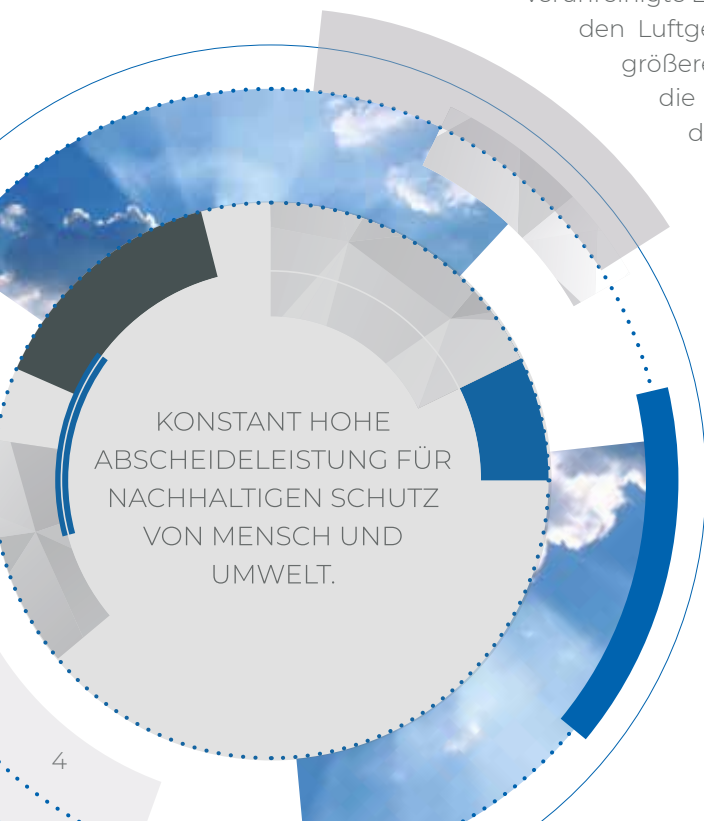 den Luftge
größere
die
d
KONSTANT HOHE
ABSCHEIDELEISTUNG FÜR
NACHHALTIGEN SCHUTZ
VON MENSCH UND
UMWELT.
4